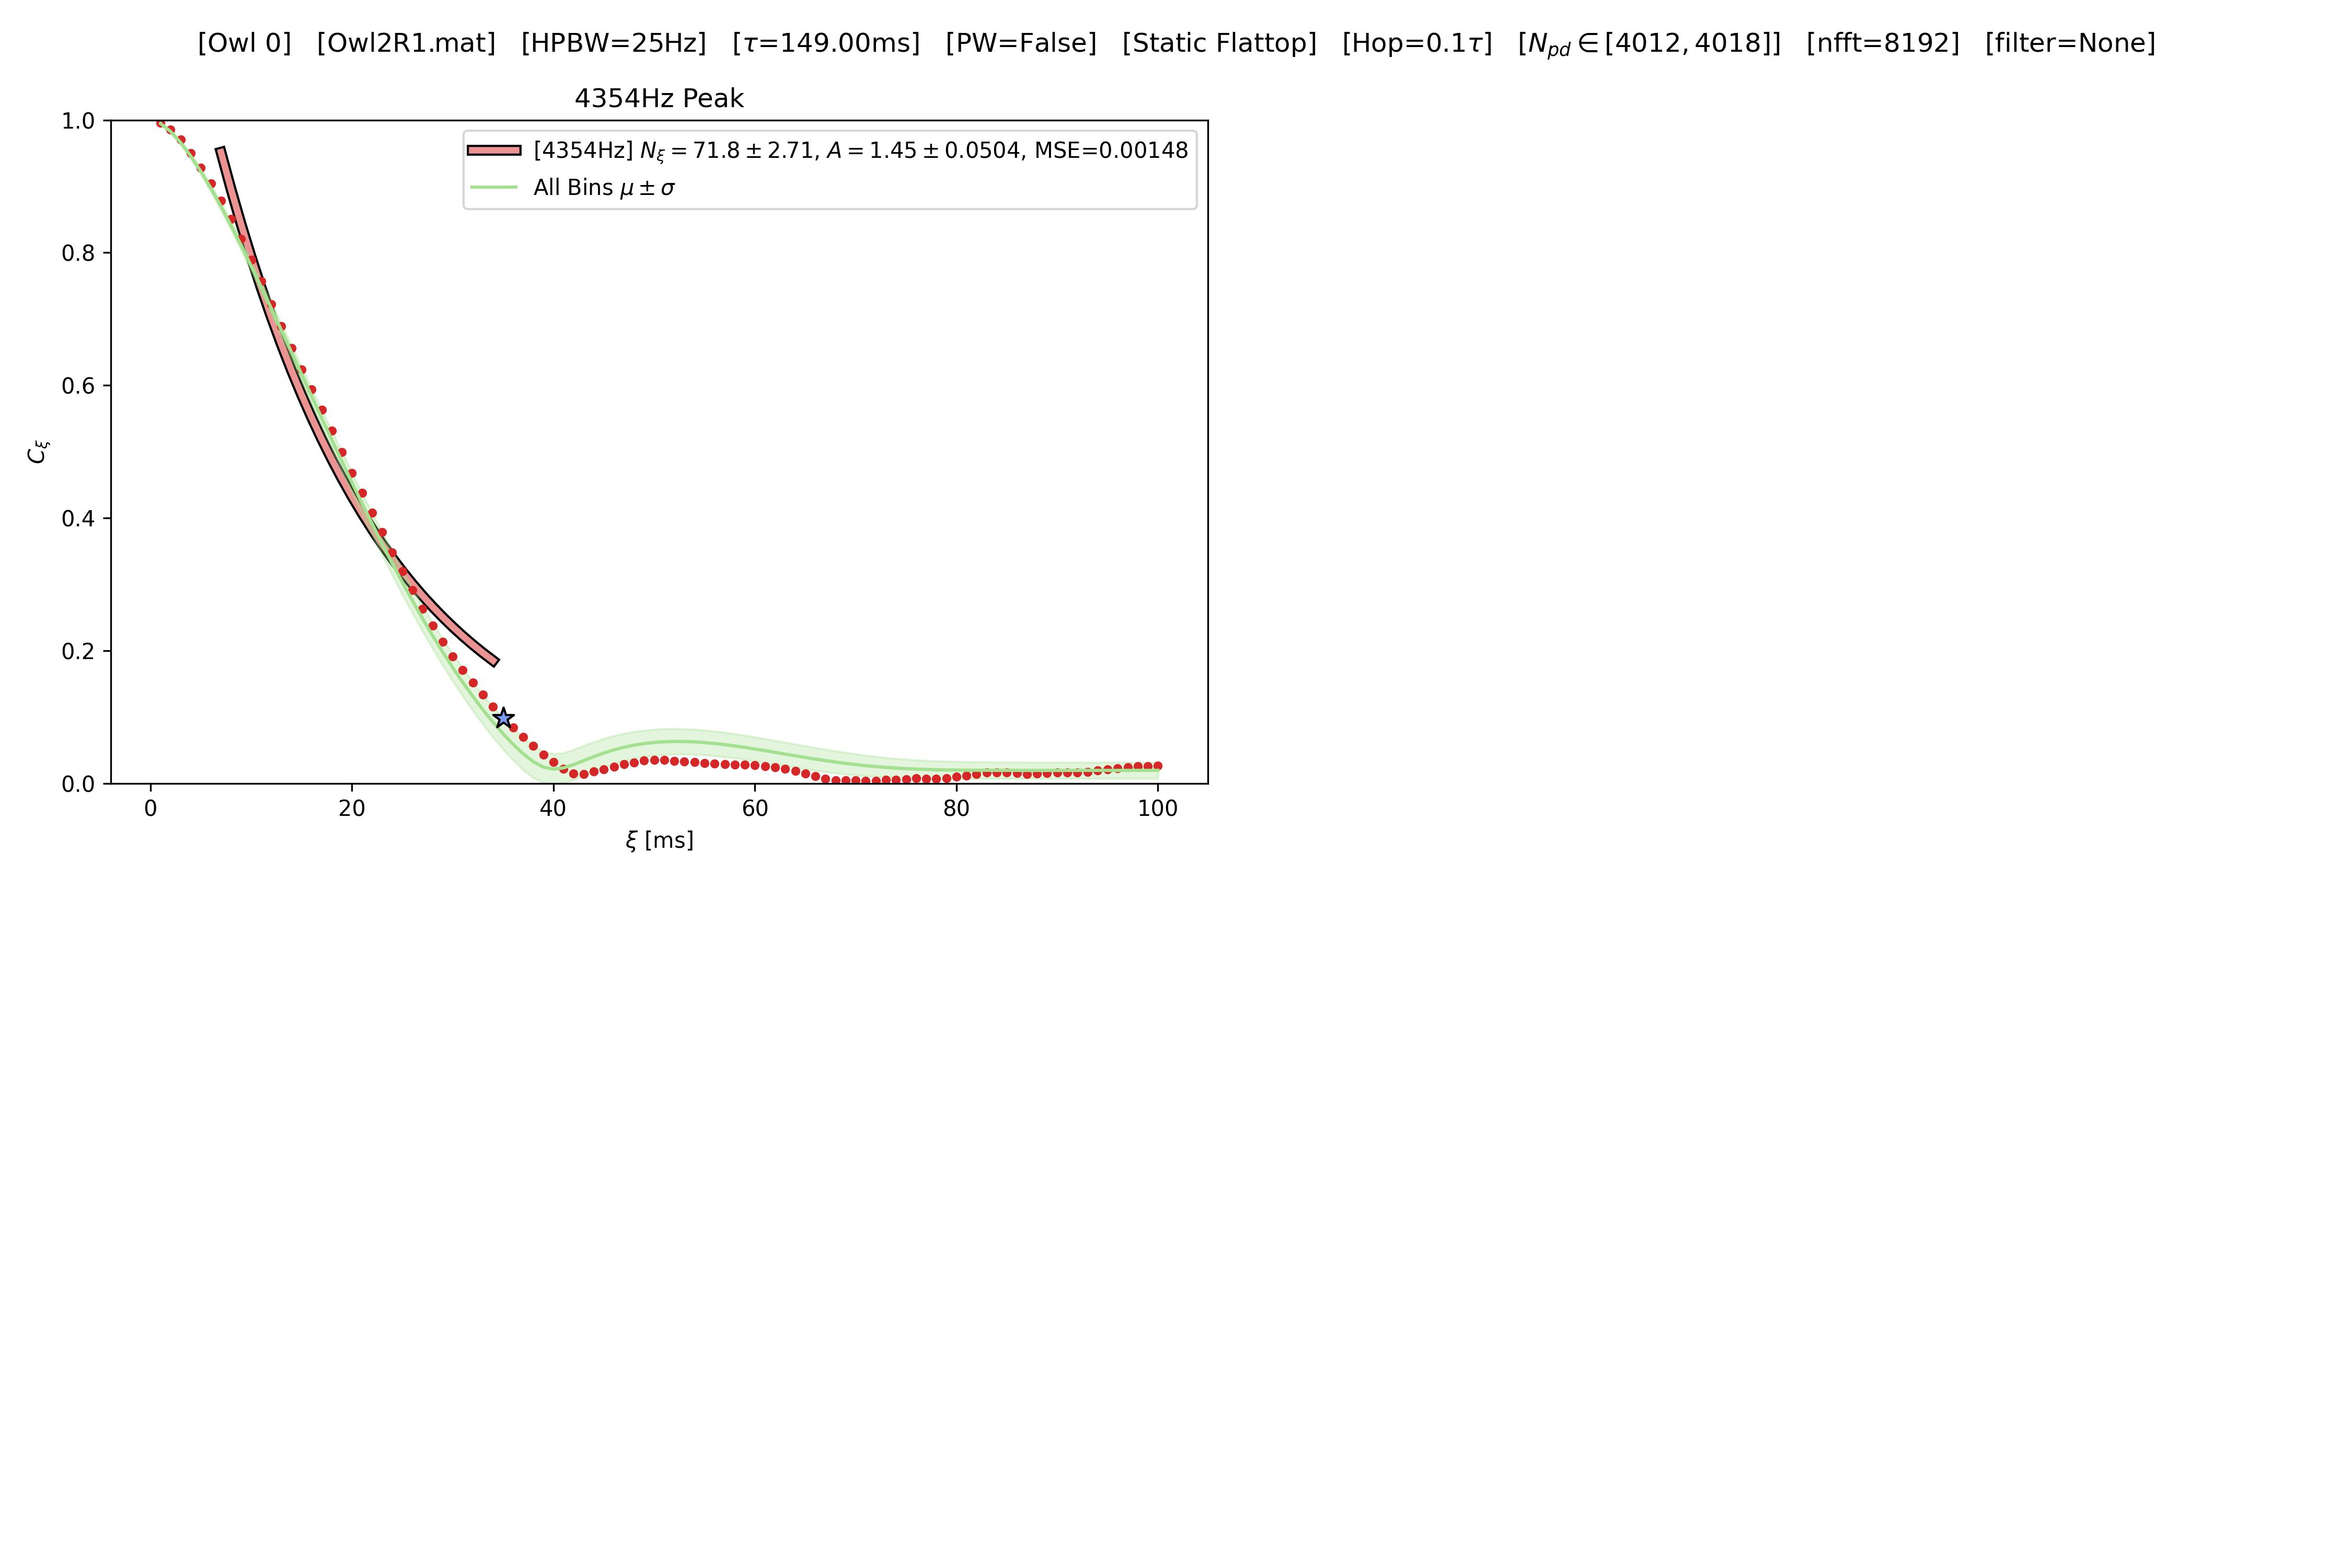 [Owl 0] [Owl2R1.mat] [HPBW=25Hz] [τ=149.00ms] [PW=False] [Static Flattop] [Hop=0.1τ] [N_pd ∈ [4012, 4018]] [nfft=8192] [filter=None]
4354Hz Peak
[4354Hz] N_ξ = 71.8 ± 2.71, A = 1.45 ± 0.0504, MSE=0.00148
All Bins μ ± σ
1.0
0.8
0.6
0.4
0.2
0.0
C_ξ
0 20 40 60 80 100
ξ [ms]